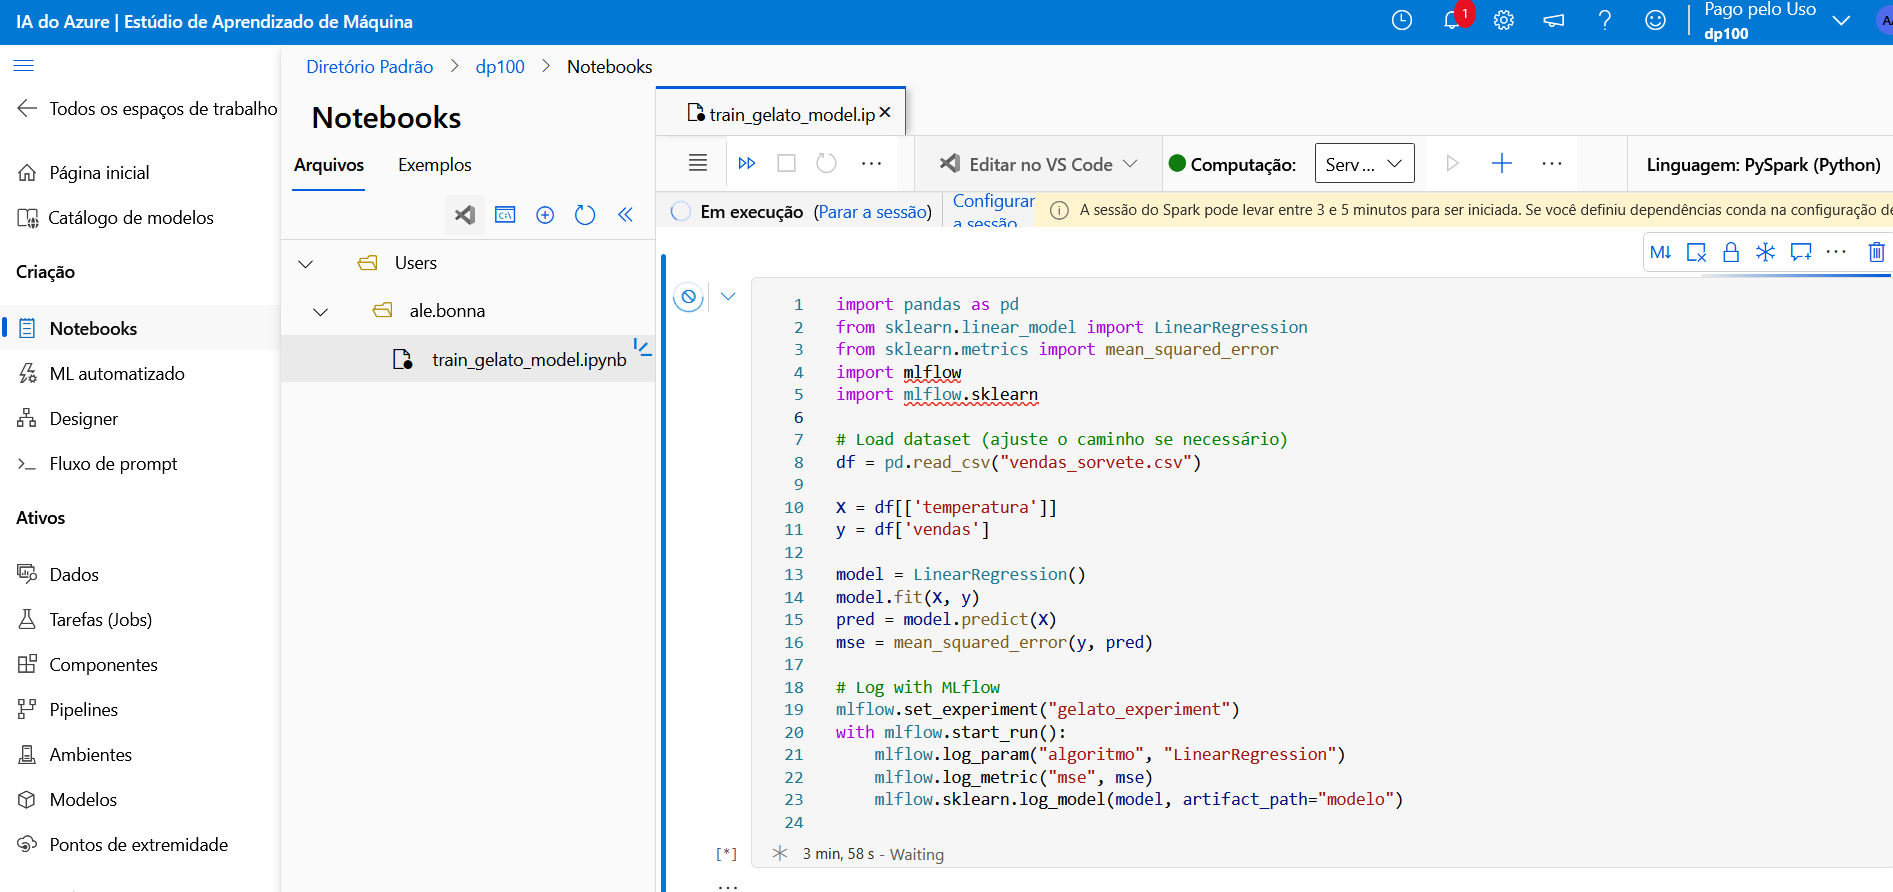 IA do Azure | Estúdio de Aprendizado de Máquina
1
Pago pelo Uso
dp100
Todos os espaços de trabalho
Página inicial
Catálogo de modelos
Criação
Notebooks
ML automatizado
Designer
Fluxo de prompt
Ativos
Dados
Tarefas (Jobs)
Componentes
Pipelines
Ambientes
Modelos
Pontos de extremidade
Diretório Padrão > dp100 > Notebooks
Notebooks
Arquivos Exemplos
Users
ale.bonna
train_gelato_model.ipynb
train_gelato_model.ip
Editar no VS Code
Computação:
Serv ...
Linguagem: PySpark (Python)
Em execução (Parar a sessão)
Configurar
a sessão
A sessão do Spark pode levar entre 3 e 5 minutos para ser iniciada. Se você definiu dependências conda na configuração de
M↓
1 import pandas as pd
2 from sklearn.linear_model import LinearRegression
3 from sklearn.metrics import mean_squared_error
4 import mlflow
5 import mlflow.sklearn
6
7 # Load dataset (ajuste o caminho se necessário)
8 df = pd.read_csv("vendas_sorvete.csv")
9
10 X = df[['temperatura']]
11 y = df['vendas']
12
13 model = LinearRegression()
14 model.fit(X, y)
15 pred = model.predict(X)
16 mse = mean_squared_error(y, pred)
17
18 # Log with MLflow
19 mlflow.set_experiment("gelato_experiment")
20 with mlflow.start_run():
21     mlflow.log_param("algoritmo", "LinearRegression")
22     mlflow.log_metric("mse", mse)
23     mlflow.sklearn.log_model(model, artifact_path="modelo")
24
[*]
3 min, 58 s - Waiting